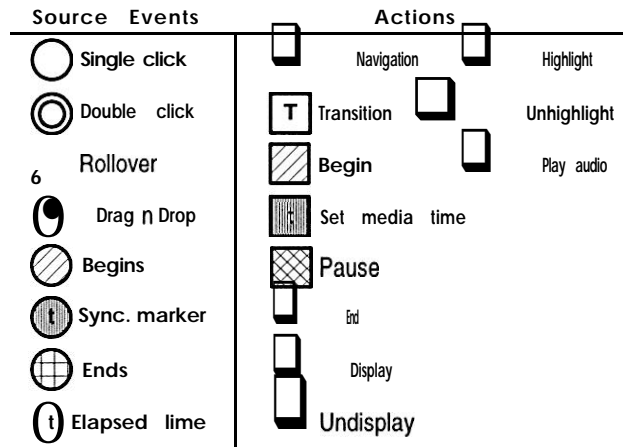 Source Events Actions
Single click Navigation Highlight
Double click T Transition Unhighlight
6 Rollover Begin Play audio
Drag n Drop t Set media time
Begins Pause
t Sync. marker End
Ends Display
t Elapsed lime Undisplay